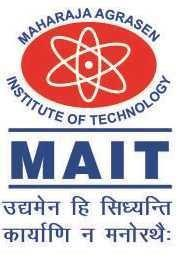 MAHARAJA AGRASEN
INSTITUTE OF TECHNOLOGY
MAIT
उद्यमेन हि सिध्यन्ति
कार्याणि न मनोरथैः